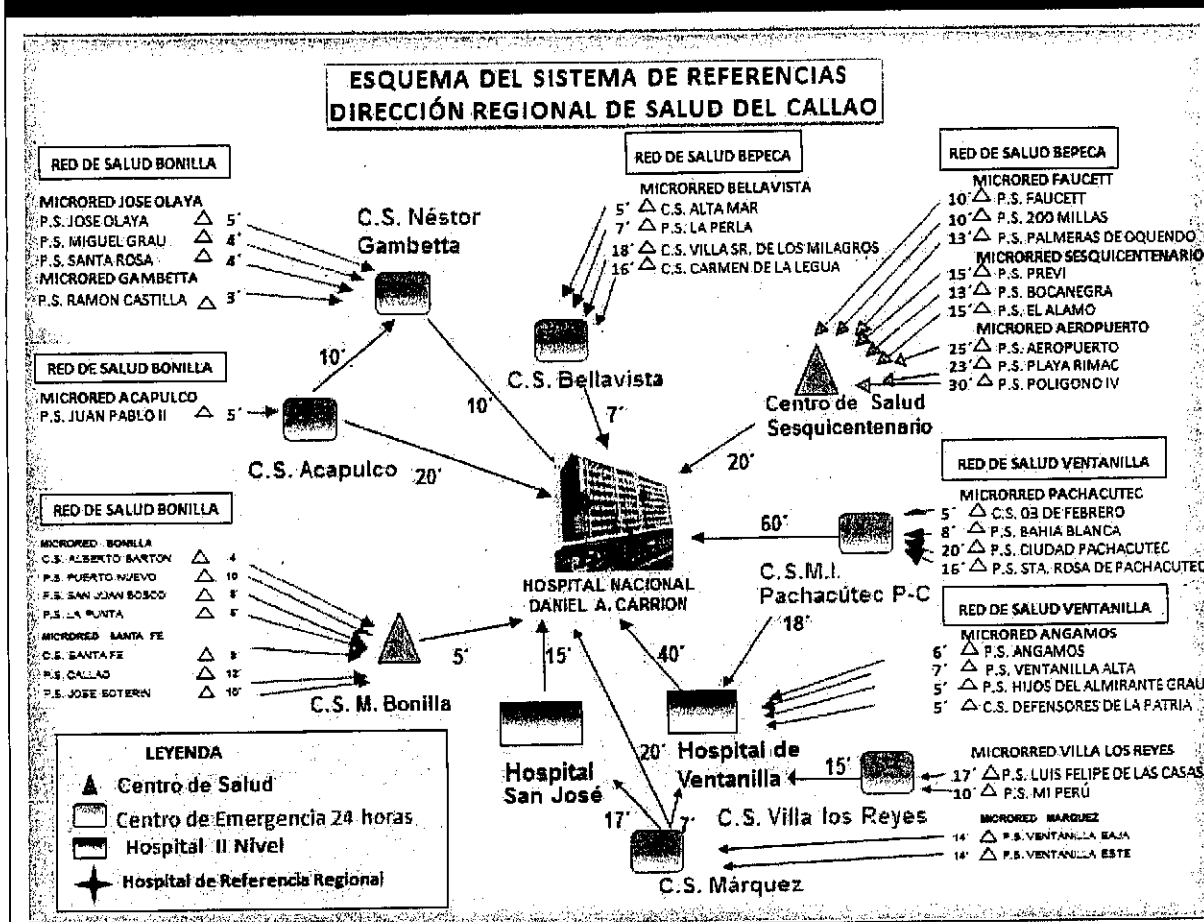 ESQUEMA DEL SISTEMA DE REFERENCIAS
DIRECCIÓN REGIONAL DE SALUD DEL CALLAO
RED DE SALUD BONILLA
MICRORED JOSE OLAYA
P.S. JOSE OLAYA 5´
P.S. MIGUEL GRAU 4´
P.S. SANTA ROSA 4´
MICRORED GAMBETTA
P.S. RAMON CASTILLA 3´
C.S. Néstor
Gambetta
RED DE SALUD BEPECA
MICRORRED BELLAVISTA
5´ C.S. ALTA MAR
7´ P.S. LA PERLA
18´ C.S. VILLA SR. DE LOS MILAGROS
16´ C.S. CARMEN DE LA LEGUA
C.S. Bellavista
7´
RED DE SALUD BEPECA
MICRORED FAUCETT
10´ P.S. FAUCETT
10´ P.S. 200 MILLAS
13´ P.S. PALMERAS DE OQUENDO
MICRORRED SESQUICENTENARIO
15´ P.S. PREVI
13´ P.S. BOCANEGRA
15´ P.S. EL ALAMO
MICRORED AEROPUERTO
25´ P.S. AEROPUERTO
23´ P.S. PLAYA RIMAC
30´ P.S. POLIGONO IV
Centro de Salud
Sesquicentenario
20´
RED DE SALUD BONILLA
MICRORED ACAPULCO
P.S. JUAN PABLO II 5´
10´
10´
C.S. Acapulco
20´
RED DE SALUD BONILLA
MICRORED BONILLA
C.S. ALBERTO BARTON 4
P.S. PUERTO NUEVO 10
P.S. SAN JUAN BOSCO
P.S. LA PUNTA
MICRORED SANTA FE
C.S. SANTA FE
P.S. CALLAO 12´
P.S. JOSE BOTERIN 10´
C.S. M. Bonilla
5´
HOSPITAL NACIONAL
DANIEL A. CARRION
RED DE SALUD VENTANILLA
MICRORRED PACHACUTEC
5´ C.S. 03 DE FEBRERO
8´ P.S. BAHIA BLANCA
20´ P.S. CIUDAD PACHACUTEC
16´ P.S. STA. ROSA DE PACHACUTEC
60´
C.S.M.I.
Pachacútec P-C
18´
RED DE SALUD VENTANILLA
MICRORED ANGAMOS
6´ P.S. ANGAMOS
7´ P.S. VENTANILLA ALTA
5´ P.S. HIJOS DEL ALMIRANTE GRAU
5´ C.S. DEFENSORES DE LA PATRIA
15´
40´
Hospital
San José
20´
Hospital de
Ventanilla
15´
C.S. Villa los Reyes
MICRORRED VILLA LOS REYES
17´ P.S. LUIS FELIPE DE LAS CASAS
10´ P.S. MI PERÚ
MICRORED MARQUEZ
14´ P.S. VENTANILLA BAJA
14´ P.S. VENTANILLA ESTE
17´
7´
C.S. Márquez
LEYENDA
Centro de Salud
Centro de Emergencia 24 horas
Hospital II Nivel
Hospital de Referencia Regional